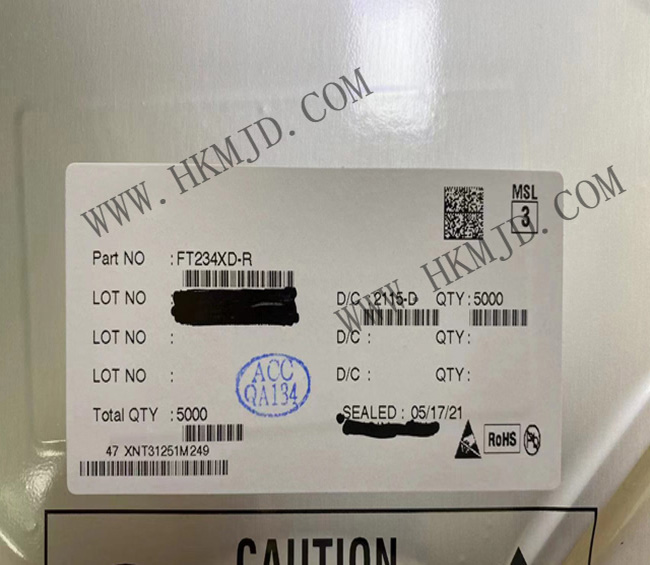 WWW.HKMJD.COM
MSL
3
WWW.HKMJD.COM
Part NO : FT234XD-R
LOT NO D/C : 2115-D QTY : 5000
LOT NO : D/C : QTY :
LOT NO : D/C : QTY :
ACC
QA134
Total QTY : 5000 SEALED : 05/17/21
47 XNT31251M249
RoHS
CAUTION